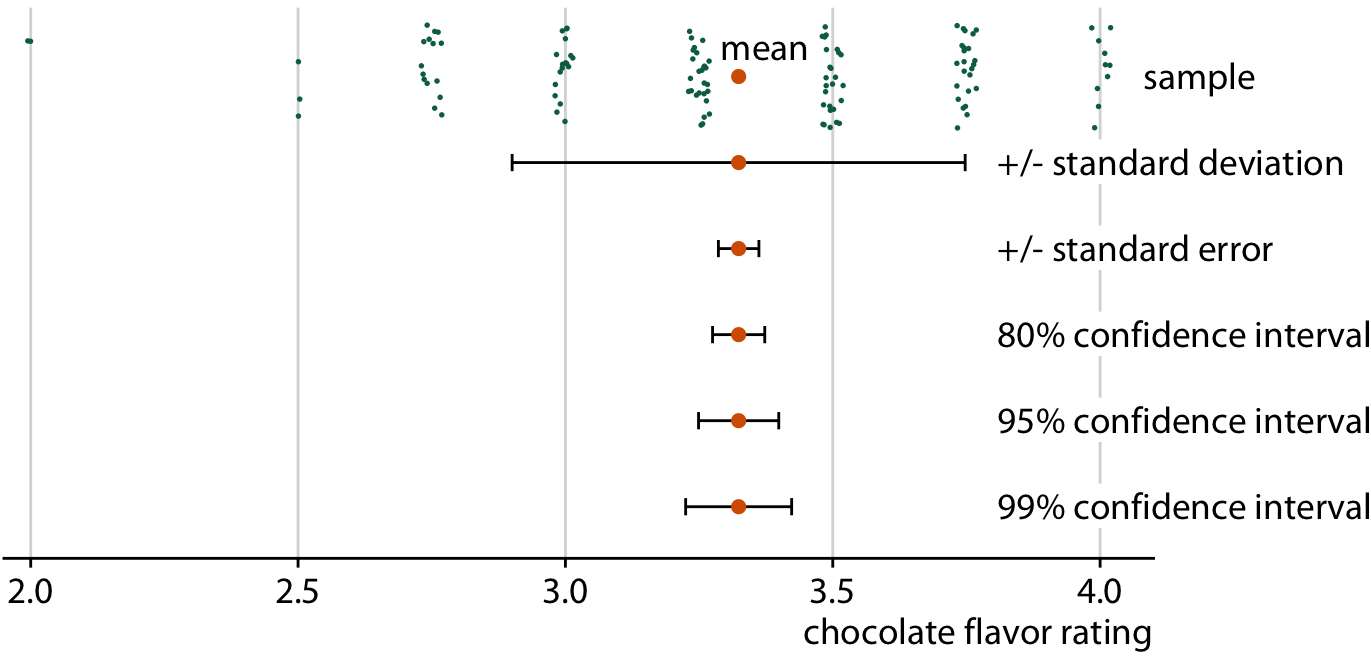 mean
sample
+/- standard deviation
+/- standard error
80% confidence interval
95% confidence interval
99% confidence interval
2.0 2.5 3.0 3.5 4.0
chocolate flavor rating